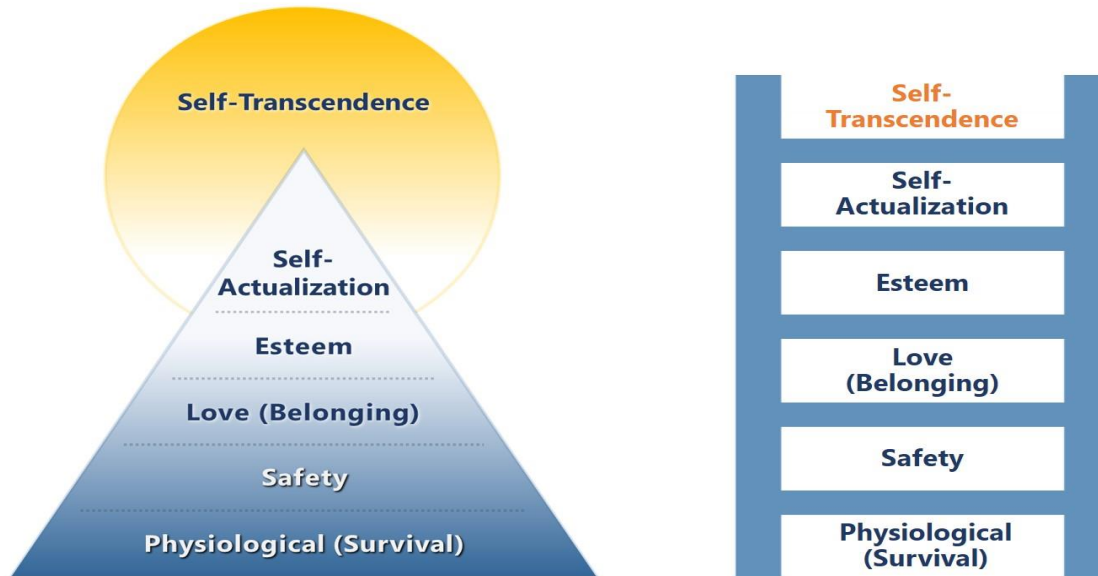 Self-Transcendence
Self-
Actualization
Esteem
Love (Belonging)
Safety
Physiological (Survival)
Self-
Transcendence
Self-
Actualization
Esteem
Love
(Belonging)
Safety
Physiological
(Survival)